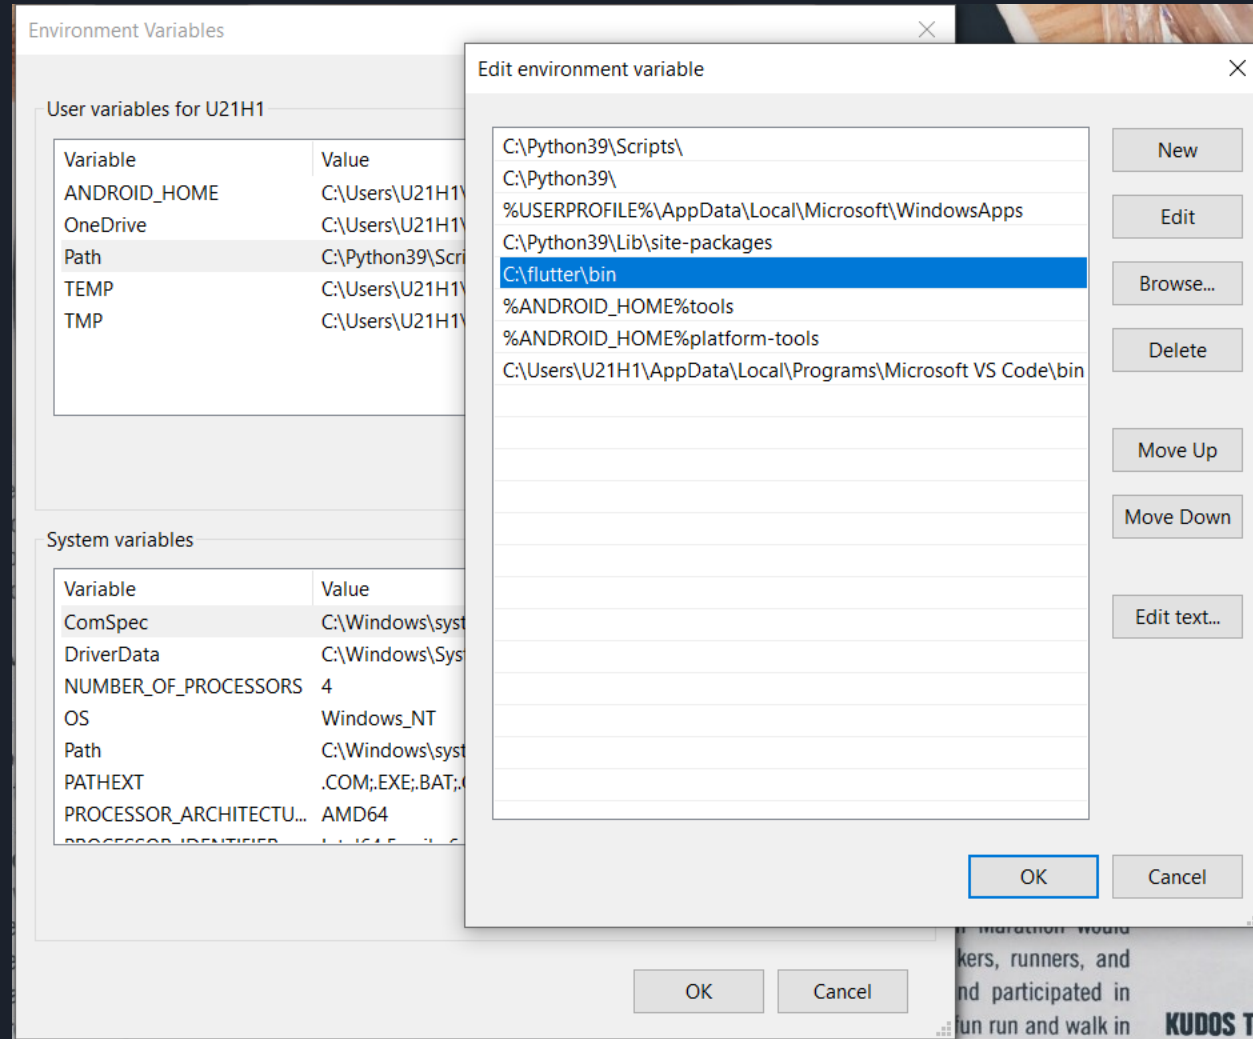 Environment Variables
User variables for U21H1
Variable Value
ANDROID_HOME C:\Users\U21H1\
OneDrive C:\Users\U21H1\
Path C:\Python39\Scri
TEMP C:\Users\U21H1\
TMP C:\Users\U21H1\
System variables
Variable Value
ComSpec C:\Windows\syst
DriverData C:\Windows\Sys
NUMBER_OF_PROCESSORS 4
OS Windows_NT
Path C:\Windows\syst
PATHEXT .COM;.EXE;.BAT;.
PROCESSOR_ARCHITECTU... AMD64
OK Cancel
Edit environment variable
C:\Python39\Scripts\
C:\Python39\
%USERPROFILE%\AppData\Local\Microsoft\WindowsApps
C:\Python39\Lib\site-packages
C:\flutter\bin
%ANDROID_HOME%tools
%ANDROID_HOME%platform-tools
C:\Users\U21H1\AppData\Local\Programs\Microsoft VS Code\bin
New
Edit
Browse...
Delete
Move Up
Move Down
Edit text...
OK Cancel
Marathon would
kers, runners, and
nd participated in
fun run and walk in
KUDOS T